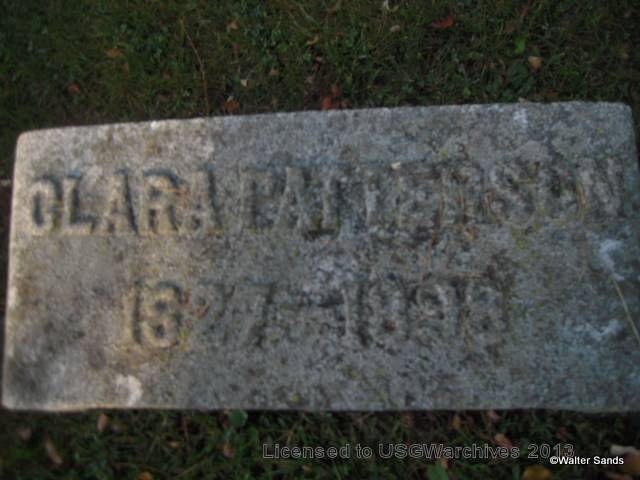 CLARA PATTERSON
Licensed to USGWarchives 2013
©Walter Sands